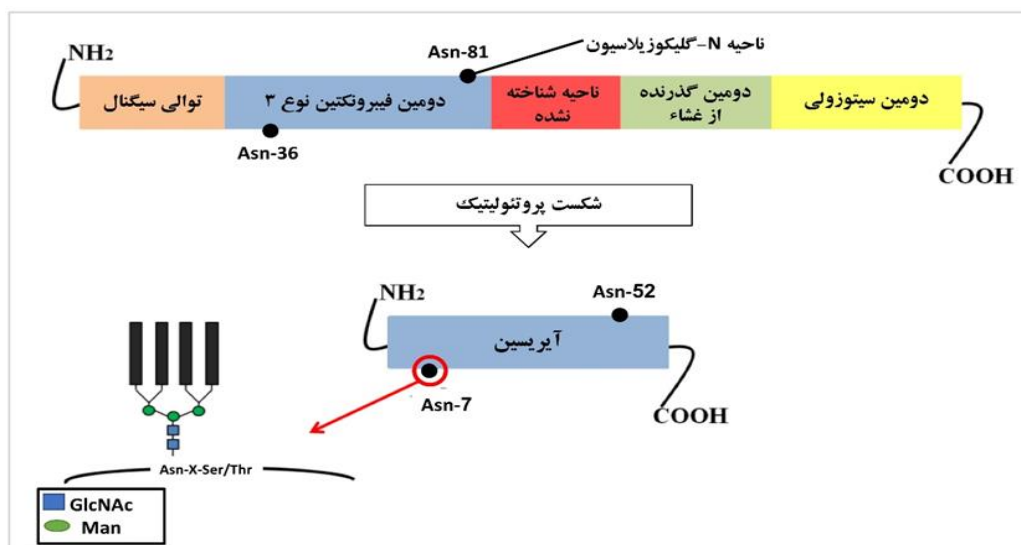 NH2
Asn-81
ناحیه N-گلیکوزیلاسیون
توالی سیگنال
دومین فیبرونکتین نوع ۳
ناحیه شناخته
نشده
دومین گذرنده
از غشاء
دومین سیتوزولی
Asn-36
COOH
شکست پروتئولیتیک
NH2
Asn-52
آیریسین
Asn-7
COOH
Asn-X-Ser/Thr
GlcNAc
Man